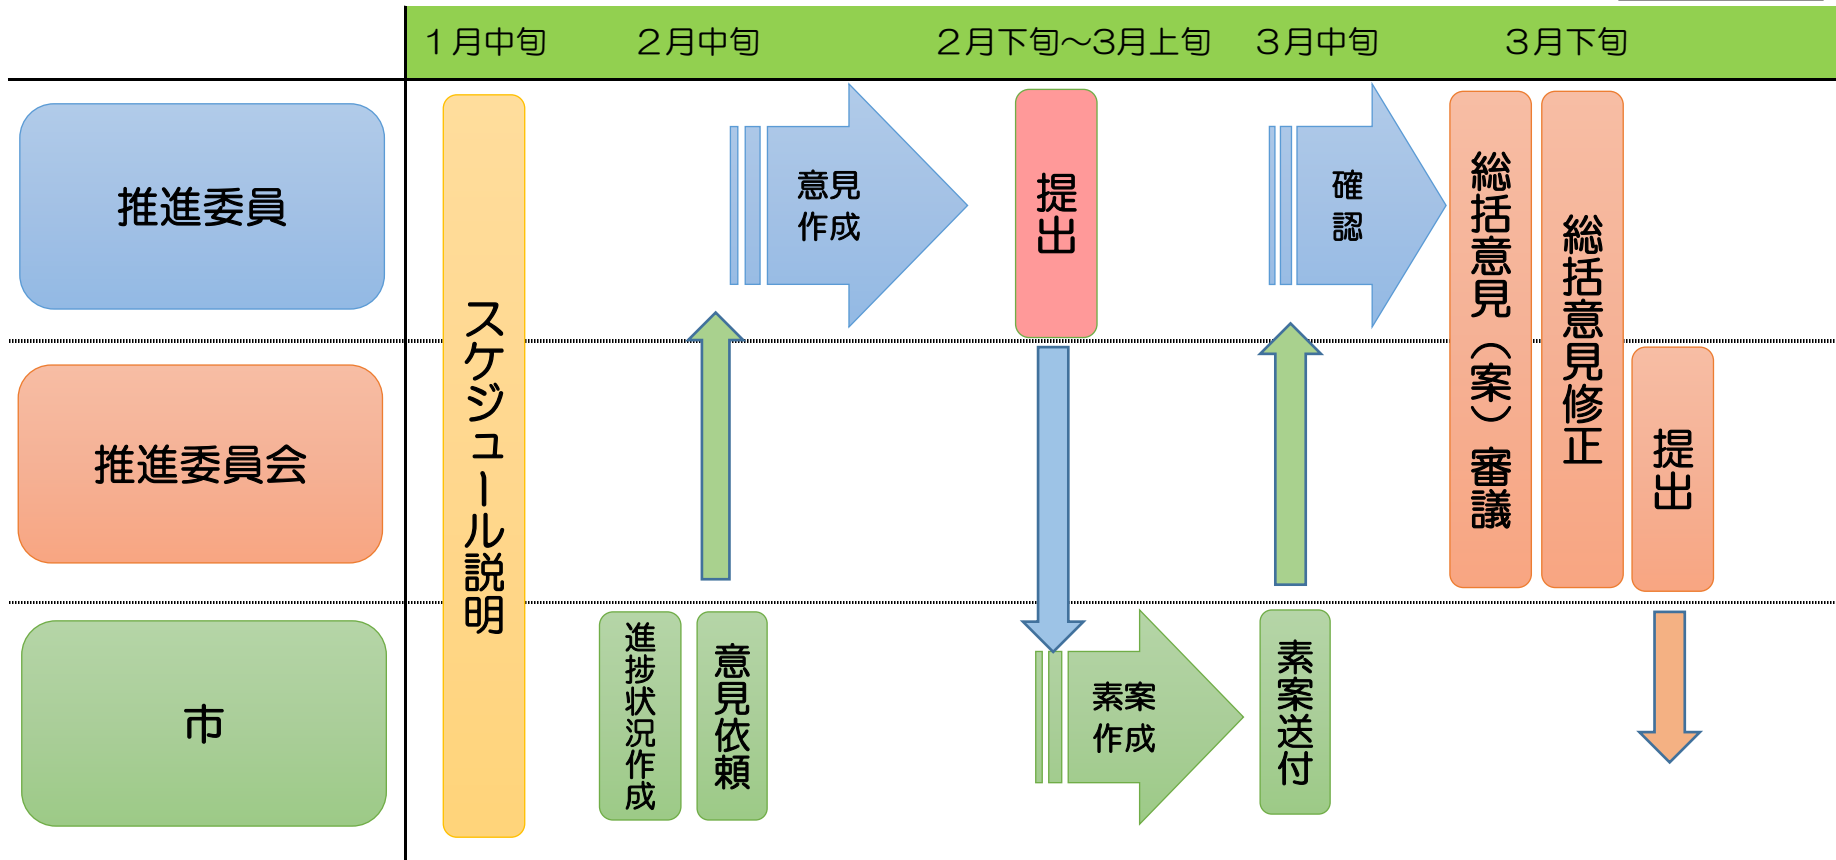 １月中旬
２月中旬
２月下旬～３月上旬
３月中旬
３月下旬
推進委員
意見
作成
提出
確
認
総括意見（案）審議
総括意見修正
スケジュール説明
推進委員会
提出
市
進捗状況作成
意見依頼
素案
作成
素案送付